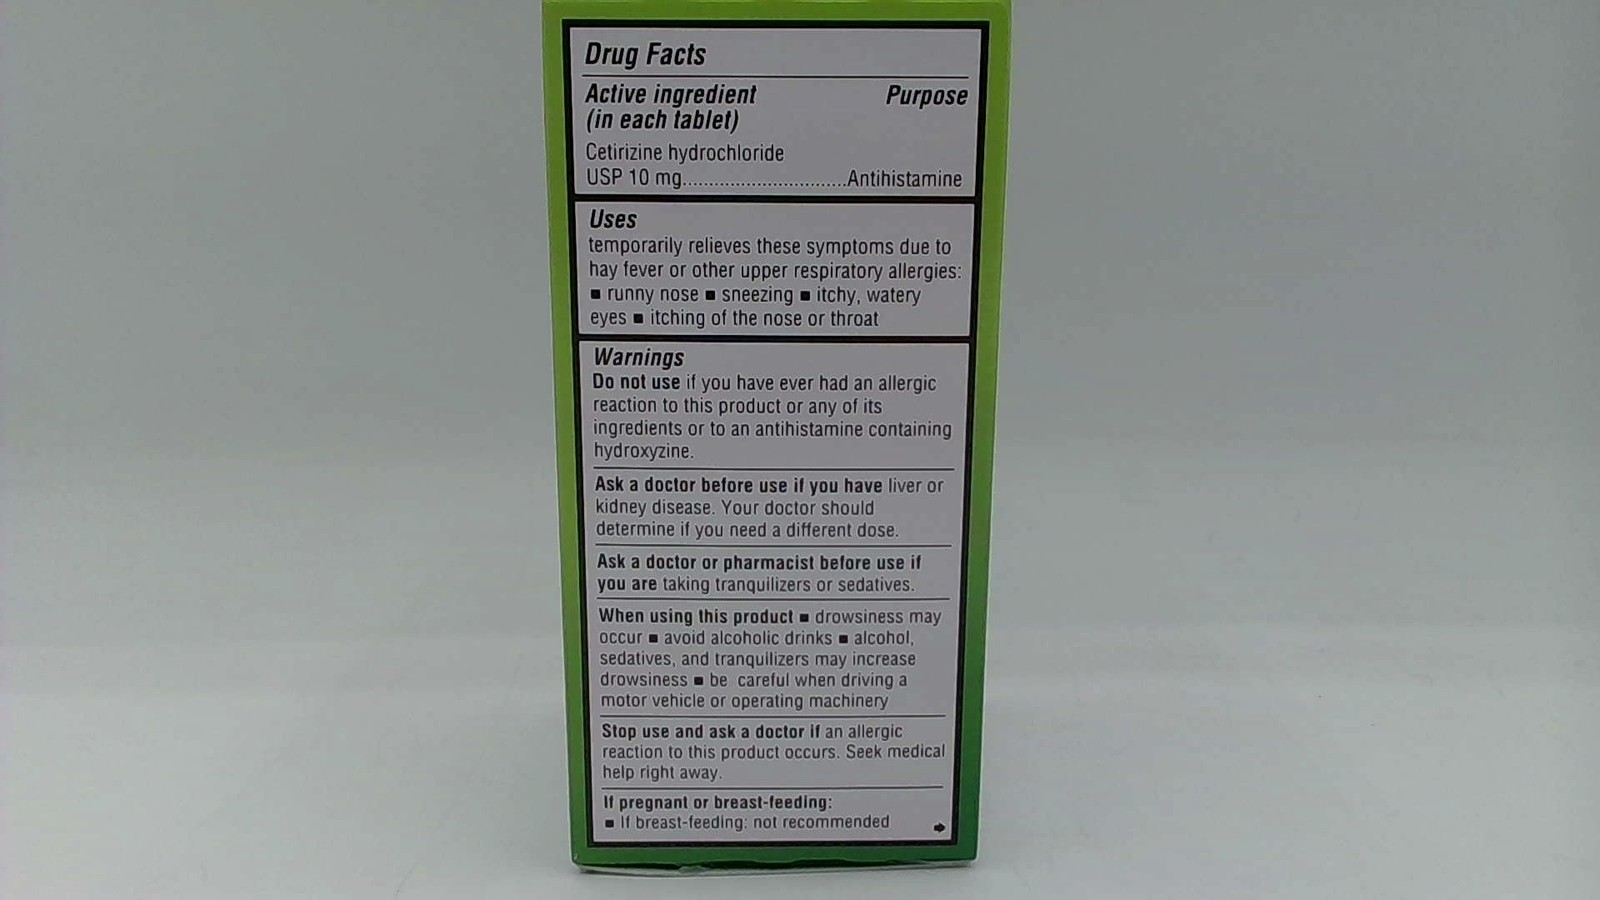 Drug Facts
Active ingredient Purpose
(in each tablet)
Cetirizine hydrochloride
USP 10 mg..............................Antihistamine
Uses
temporarily relieves these symptoms due to
hay fever or other upper respiratory allergies:
■ runny nose ■ sneezing ■ itchy, watery
eyes ■ itching of the nose or throat
Warnings
Do not use if you have ever had an allergic
reaction to this product or any of its
ingredients or to an antihistamine containing
hydroxyzine.
Ask a doctor before use if you have liver or
kidney disease. Your doctor should
determine if you need a different dose.
Ask a doctor or pharmacist before use if
you are taking tranquilizers or sedatives.
When using this product ■ drowsiness may
occur ■ avoid alcoholic drinks ■ alcohol,
sedatives, and tranquilizers may increase
drowsiness ■ be careful when driving a
motor vehicle or operating machinery
Stop use and ask a doctor if an allergic
reaction to this product occurs. Seek medical
help right away.
If pregnant or breast-feeding:
■ If breast-feeding: not recommended